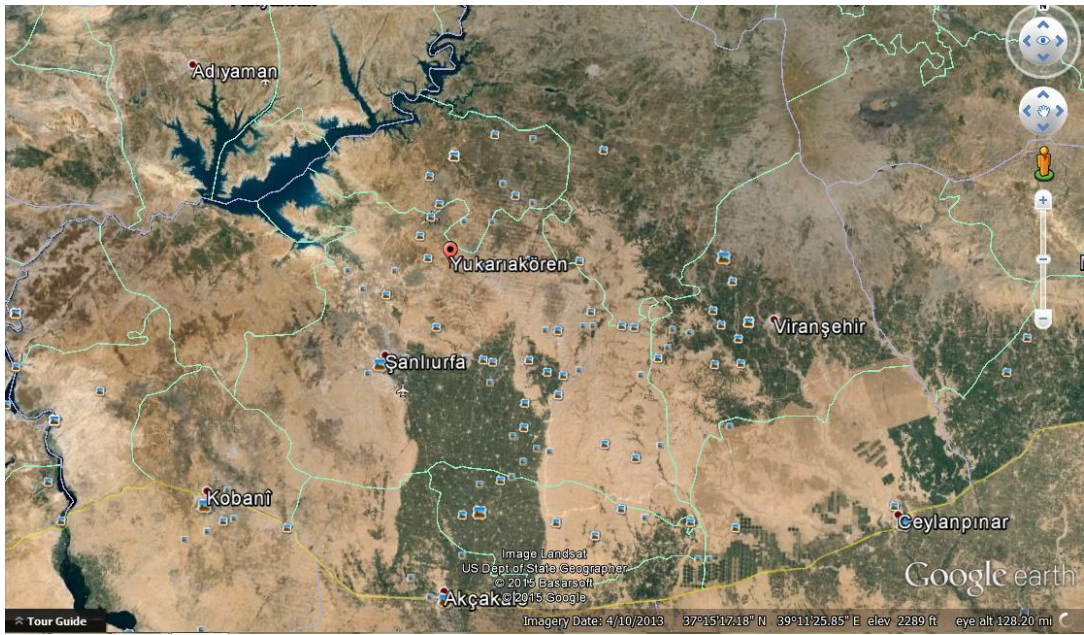 N
Adıyaman
Yukarıakören
Viranşehir
Şanlıurfa
Kobanî
Ceylanpınar
Image Landsat
US Dept of State Geographer
© 2015 Basarsoft
© 2015 Google
Akçakale
Google earth
Tour Guide
Imagery Date: 4/10/2013 37°15'17.18" N 39°11'25.85" E elev 2289 ft eye alt 128.20 mi